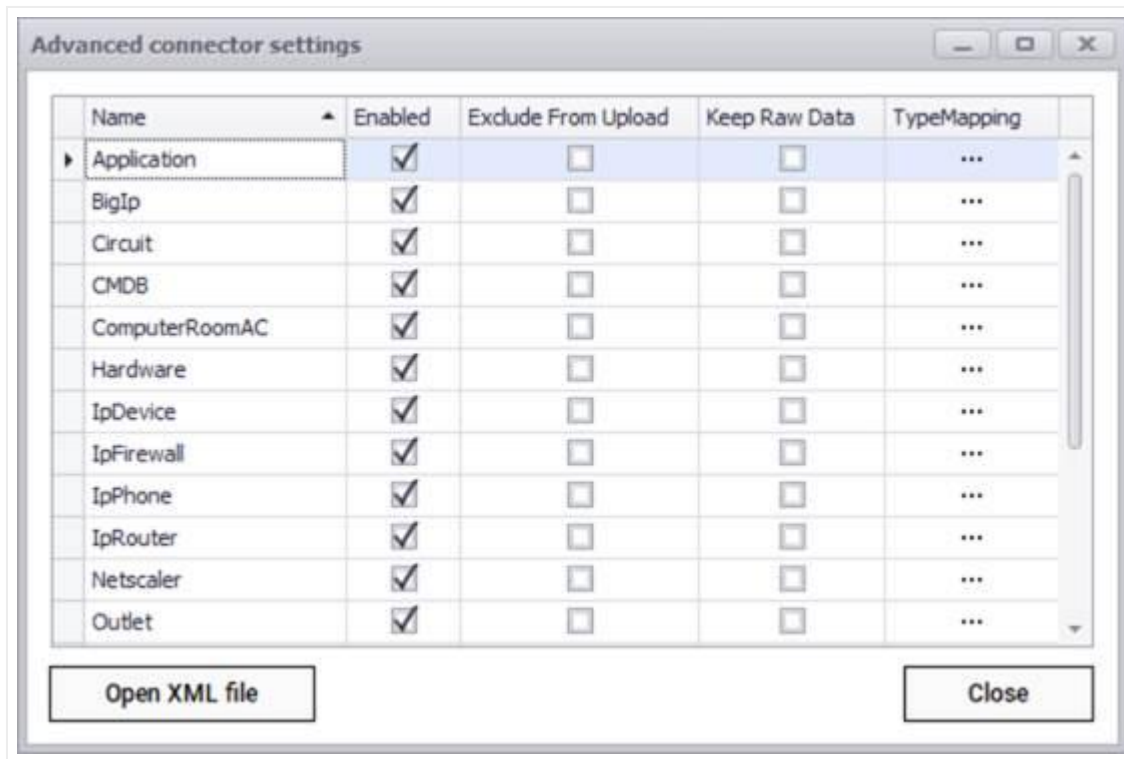 Advanced connector settings
Name Enabled Exclude From Upload Keep Raw Data TypeMapping
Application ...
BigIp ...
Circuit ...
CMDB ...
ComputerRoomAC ...
Hardware ...
IpDevice ...
IpFirewall ...
IpPhone ...
IpRouter ...
Netscaler ...
Outlet ...
Open XML file Close